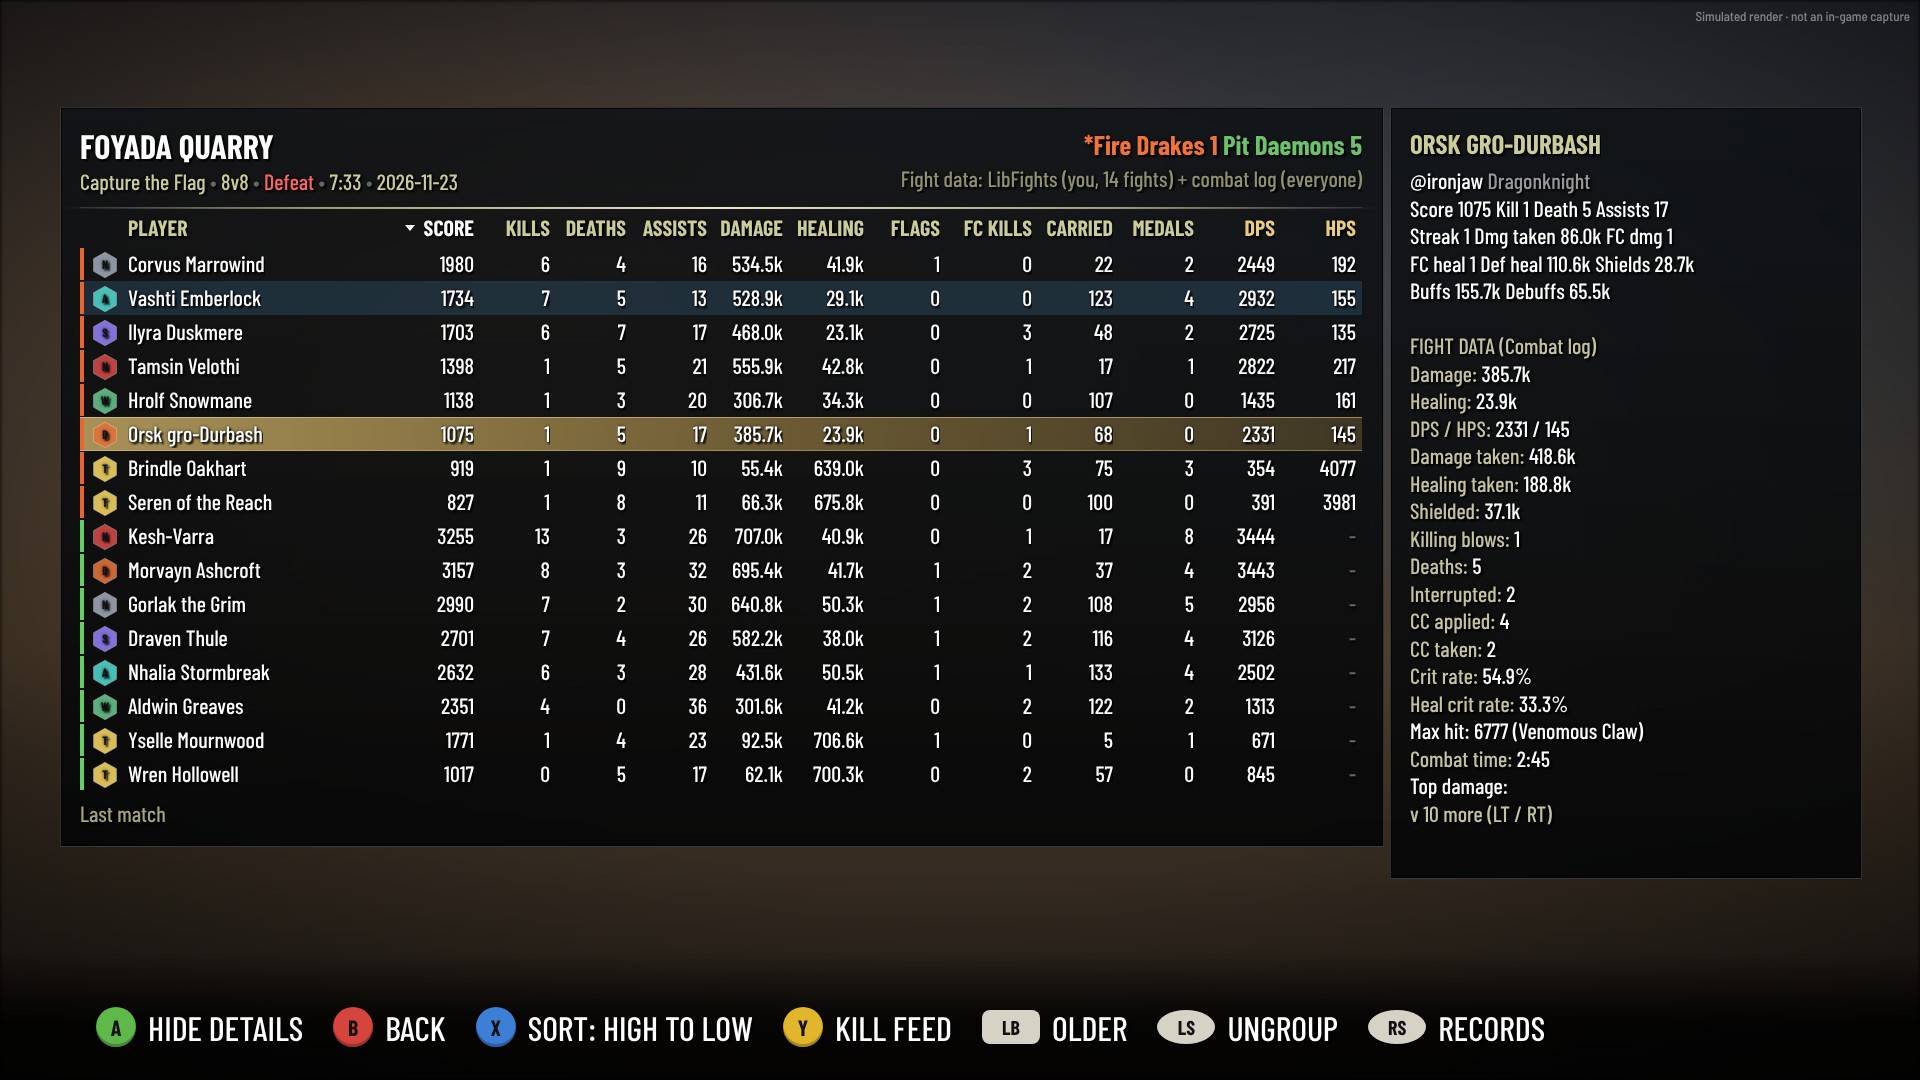 Simulated render · not an in-game capture
FOYADA QUARRY
*Fire Drakes 1 Pit Daemons 5
Capture the Flag • 8v8 • Defeat • 7:33 • 2026-11-23
Fight data: LibFights (you, 14 fights) + combat log (everyone)
PLAYER SCORE KILLS DEATHS ASSISTS DAMAGE HEALING FLAGS FC KILLS CARRIED MEDALS DPS HPS
Corvus Marrowind 1980 6 4 16 534.5k 41.9k 1 0 22 2 2449 192
Vashti Emberlock 1734 7 5 13 528.9k 29.1k 0 0 123 4 2932 155
Ilyra Duskmere 1703 6 7 17 468.0k 23.1k 0 3 48 2 2725 135
Tamsin Velothi 1398 1 5 21 555.9k 42.8k 0 1 17 1 2822 217
Hrolf Snowmane 1138 1 3 20 306.7k 34.3k 0 0 107 0 1435 161
Orsk gro-Durbash 1075 1 5 17 385.7k 23.9k 0 1 68 0 2331 145
Brindle Oakhart 919 1 9 10 55.4k 639.0k 0 3 75 3 354 4077
Seren of the Reach 827 1 8 11 66.3k 675.8k 0 0 100 0 391 3981
Kesh-Varra 3255 13 3 26 707.0k 40.9k 0 1 17 8 3444 -
Morvayn Ashcroft 3157 8 3 32 695.4k 41.7k 1 2 37 4 3443 -
Gorlak the Grim 2990 7 2 30 640.8k 50.3k 1 2 108 5 2956 -
Draven Thule 2701 7 4 26 582.2k 38.0k 1 2 116 4 3126 -
Nhalia Stormbreak 2632 6 3 28 431.6k 50.5k 1 1 133 4 2502 -
Aldwin Greaves 2351 4 0 36 301.6k 41.2k 0 2 122 2 1313 -
Yselle Mournwood 1771 1 4 23 92.5k 706.6k 1 0 5 1 671 -
Wren Hollowell 1017 0 5 17 62.1k 700.3k 0 2 57 0 845 -
Last match
ORSK GRO-DURBASH
@ironjaw Dragonknight
Score 1075 Kill 1 Death 5 Assists 17
Streak 1 Dmg taken 86.0k FC dmg 1
FC heal 1 Def heal 110.6k Shields 28.7k
Buffs 155.7k Debuffs 65.5k
FIGHT DATA (Combat log)
Damage: 385.7k
Healing: 23.9k
DPS / HPS: 2331 / 145
Damage taken: 418.6k
Healing taken: 188.8k
Shielded: 37.1k
Killing blows: 1
Deaths: 5
Interrupted: 2
CC applied: 4
CC taken: 2
Crit rate: 54.9%
Heal crit rate: 33.3%
Max hit: 6777 (Venomous Claw)
Combat time: 2:45
Top damage:
v 10 more (LT / RT)
A HIDE DETAILS B BACK X SORT: HIGH TO LOW Y KILL FEED LB OLDER LS UNGROUP RS RECORDS